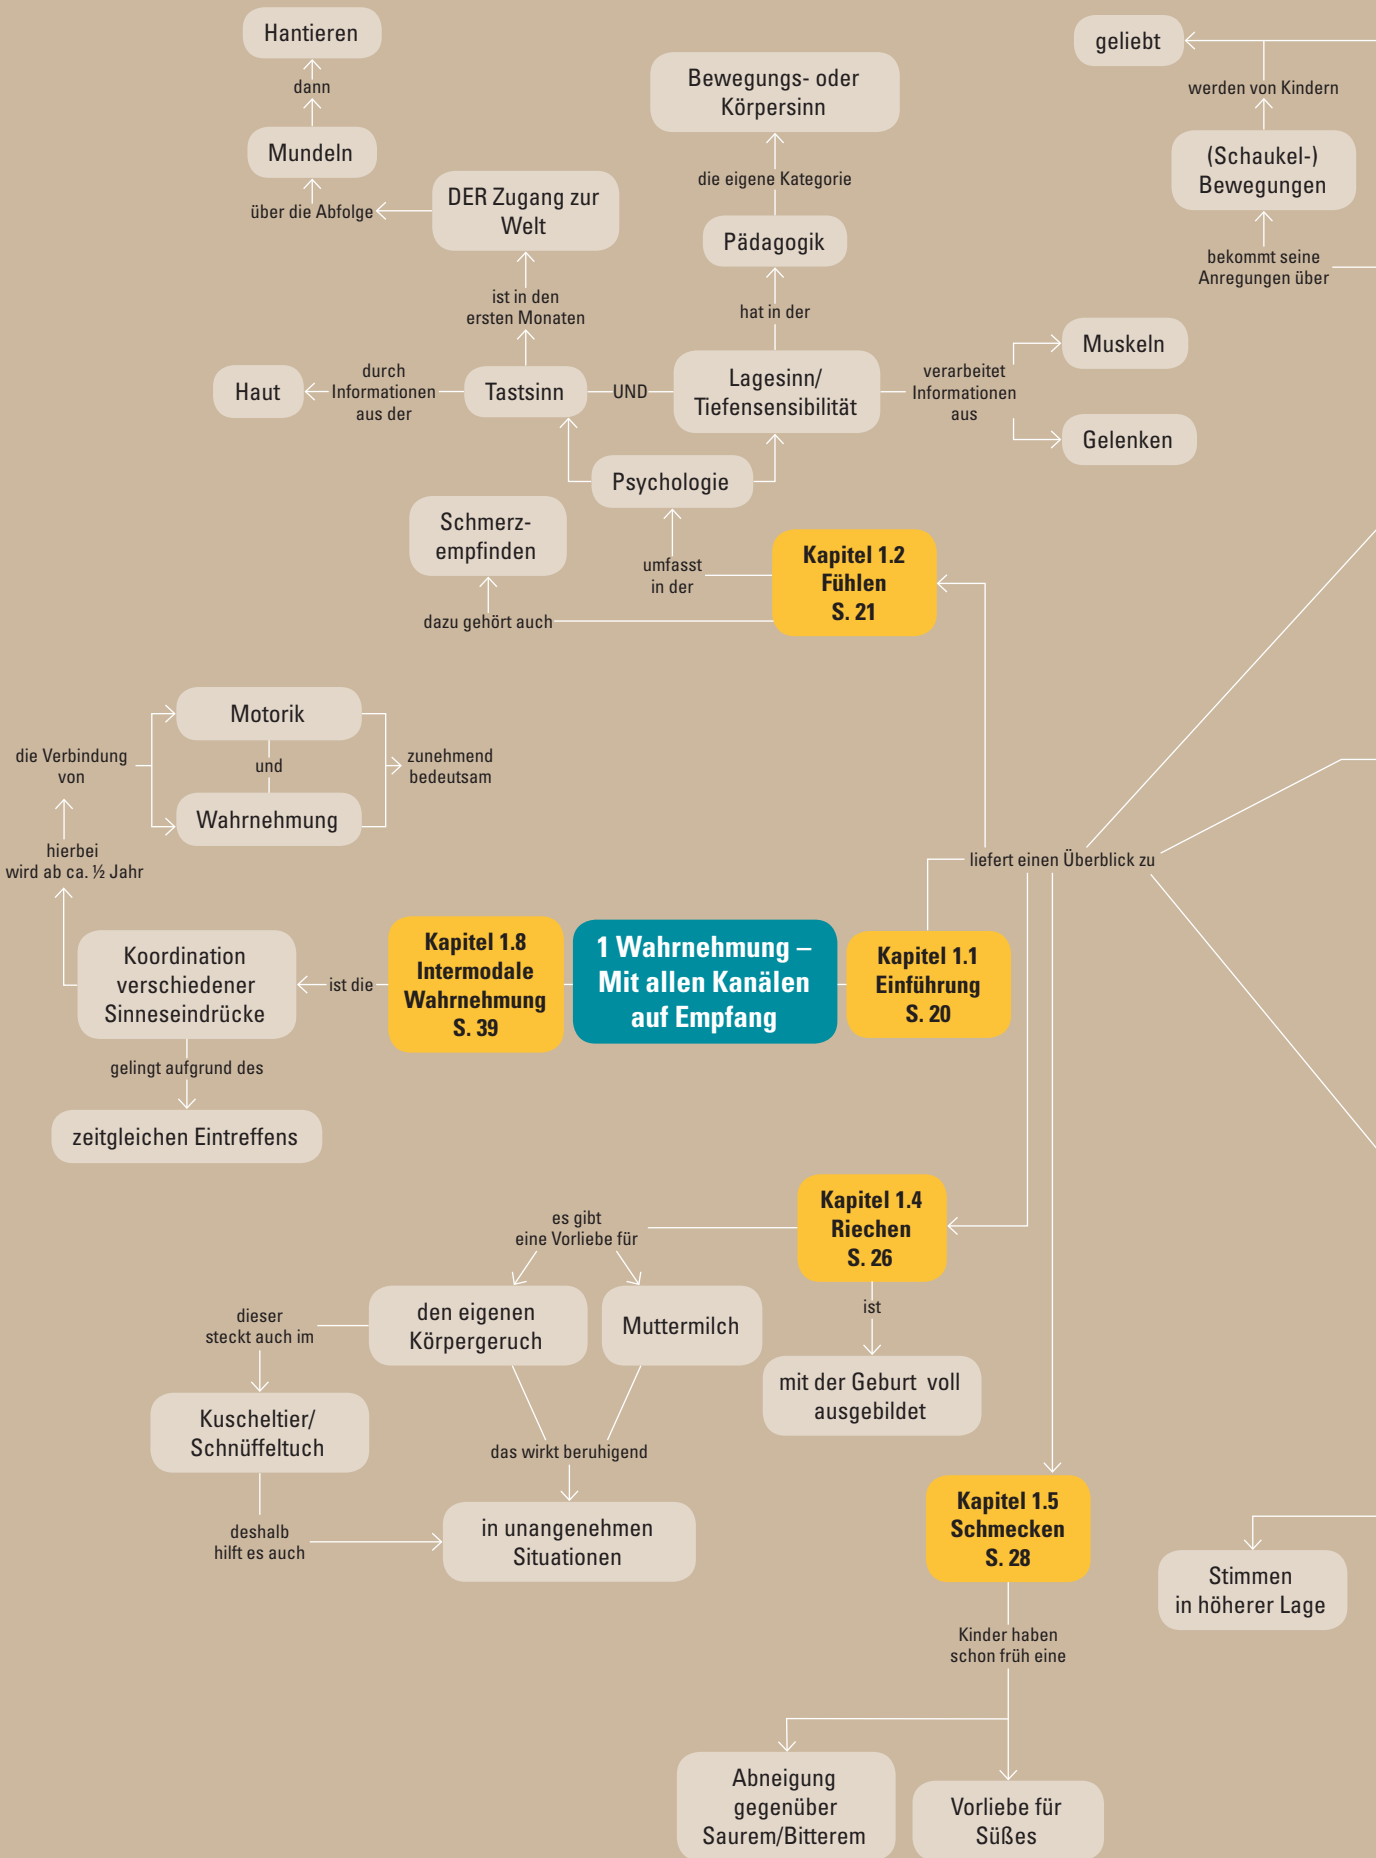 Hantieren
dann
Mundeln
über die Abfolge
DER Zugang zur
Welt
ist in den
ersten Monaten
Haut
durch
Informationen
aus der
Tastsinn
UND
Lagesinn/
Tiefensensibilität
hat in der
Pädagogik
die eigene Kategorie
Bewegungs- oder
Körpersinn
verarbeitet
Informationen
aus
Muskeln
Gelenken
geliebt
werden von Kindern
(Schaukel-)
Bewegungen
bekommt seine
Anregungen über
Psychologie
umfasst
in der
Schmerz-
empfinden
dazu gehört auch
Kapitel 1.2
Fühlen
S. 21
Motorik
und
Wahrnehmung
die Verbindung
von
zunehmend
bedeutsam
hierbei
wird ab ca. ½ Jahr
liefert einen Überblick zu
Koordination
verschiedener
Sinneseindrücke
ist die
Kapitel 1.8
Intermodale
Wahrnehmung
S. 39
1 Wahrnehmung –
Mit allen Kanälen
auf Empfang
Kapitel 1.1
Einführung
S. 20
gelingt aufgrund des
zeitgleichen Eintreffens
Kapitel 1.4
Riechen
S. 26
es gibt
eine Vorliebe für
den eigenen
Körpergeruch
Muttermilch
ist
mit der Geburt  voll
ausgebildet
dieser
steckt auch im
Kuscheltier/
Schnüffeltuch
das wirkt beruhigend
deshalb
hilft es auch
in unangenehmen
Situationen
Kapitel 1.5
Schmecken
S. 28
Stimmen
in höherer Lage
Kinder haben
schon früh eine
Abneigung
gegenüber
Saurem/Bitterem
Vorliebe für
Süßes